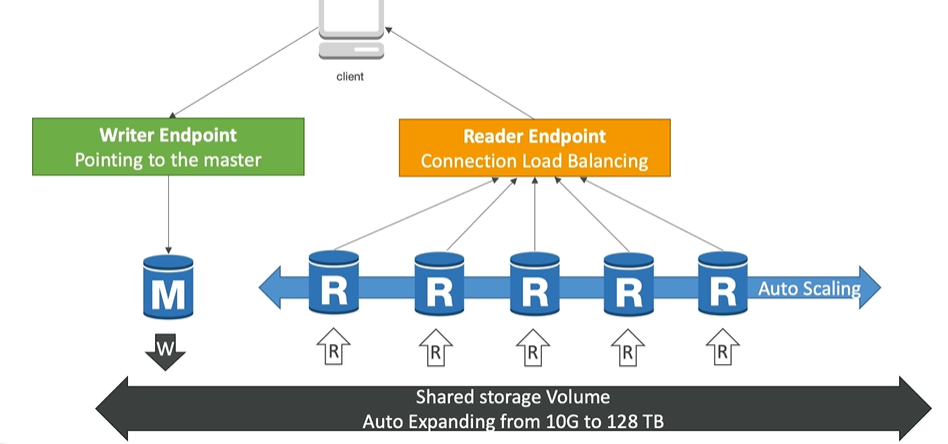 client
Writer Endpoint
Pointing to the master
Reader Endpoint
Connection Load Balancing
M
R
R
R
R
R
Auto Scaling
W
R
R
R
R
R
Shared storage Volume
Auto Expanding from 10G to 128 TB